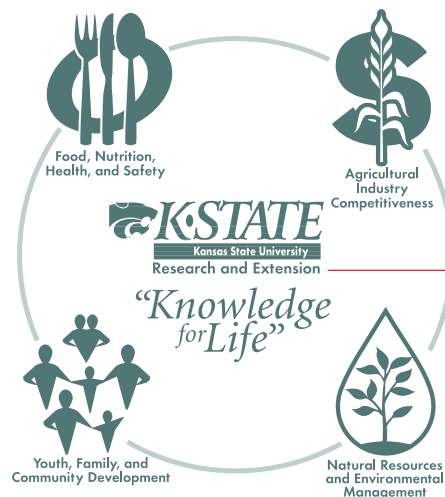 Food, Nutrition,
Health, and Safety
Agricultural
Industry
Competitiveness
K•STATE
Kansas State University
Research and Extension
“Knowledge
for Life”
Youth, Family, and
Community Development
Natural Resources
and Environmental
Management